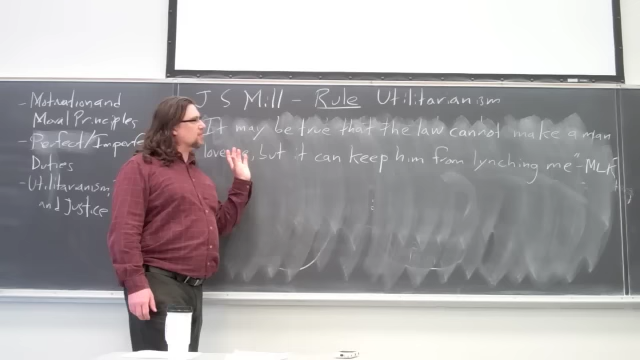 - Motivation and
Moral Principles
- Perfect/Imperfe
Duties
- Utilitarianism,
and Justice
J S Mill - Rule Utilitarianism
"It may be true that the law cannot make a man
love me, but it can keep him from lynching me" - MLK